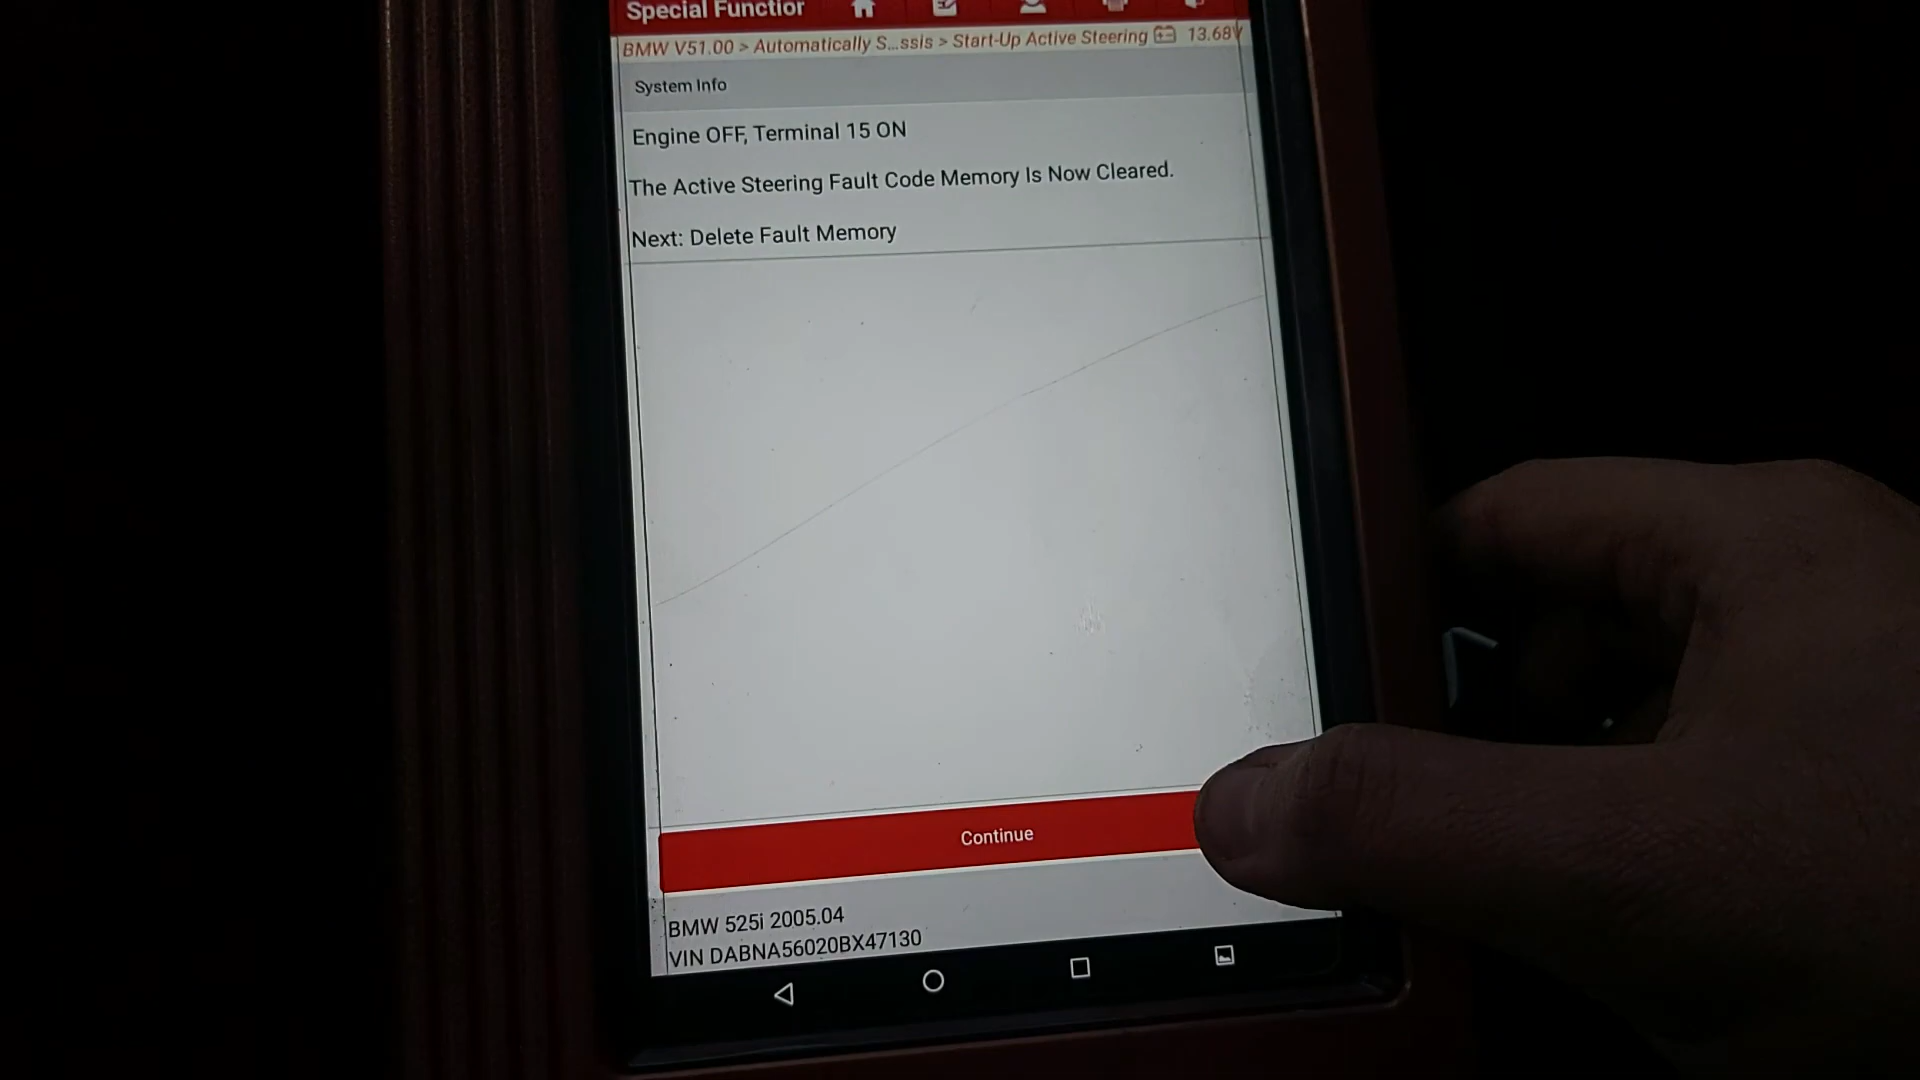 Special Function
BMW V51.00 > Automatically S...ssis > Start-Up Active Steering 13.68V
System Info
Engine OFF, Terminal 15 ON
The Active Steering Fault Code Memory Is Now Cleared.
Next: Delete Fault Memory
Continue
BMW 525i 2005.04
VIN DABNA56020BX47130